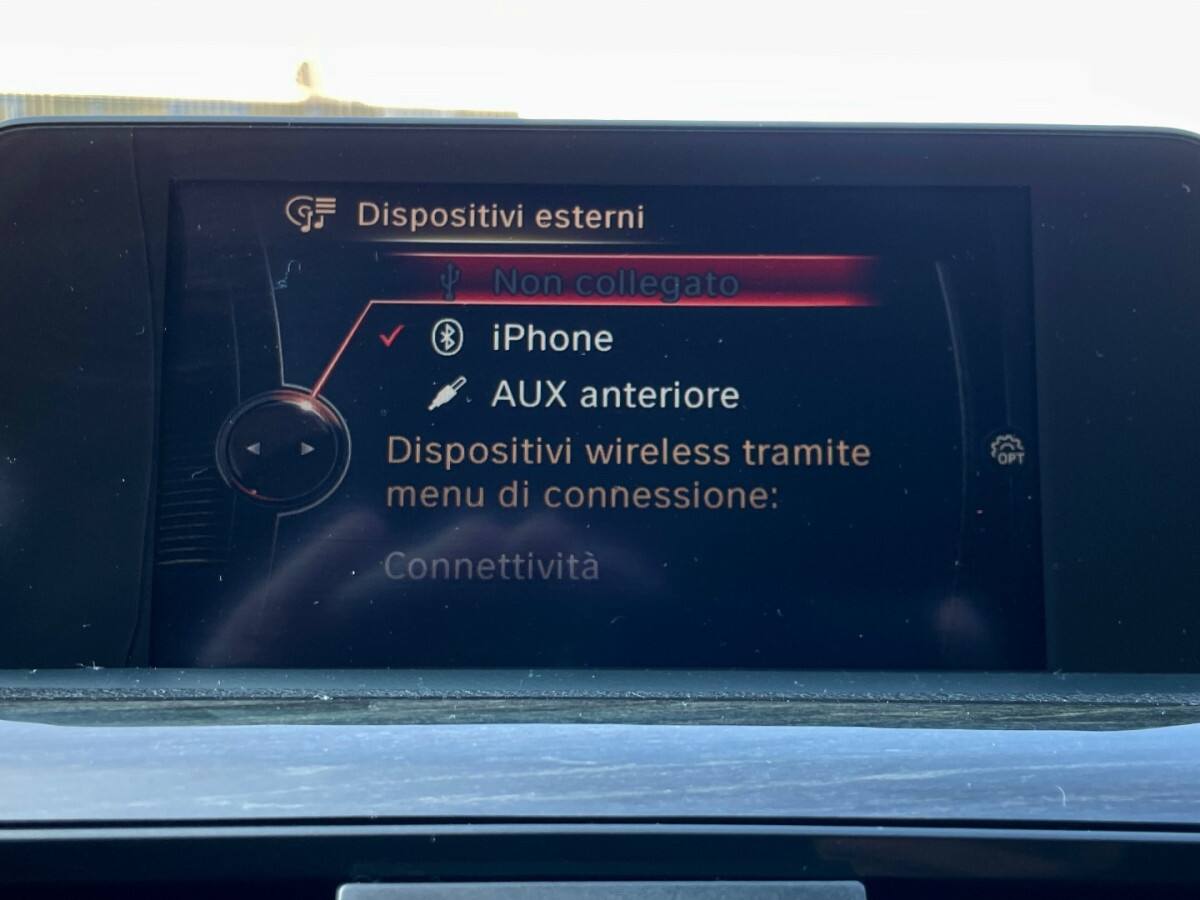 Dispositivi esterni
Non collegato
iPhone
AUX anteriore
Dispositivi wireless tramite
menu di connessione:
Connettività
OPT